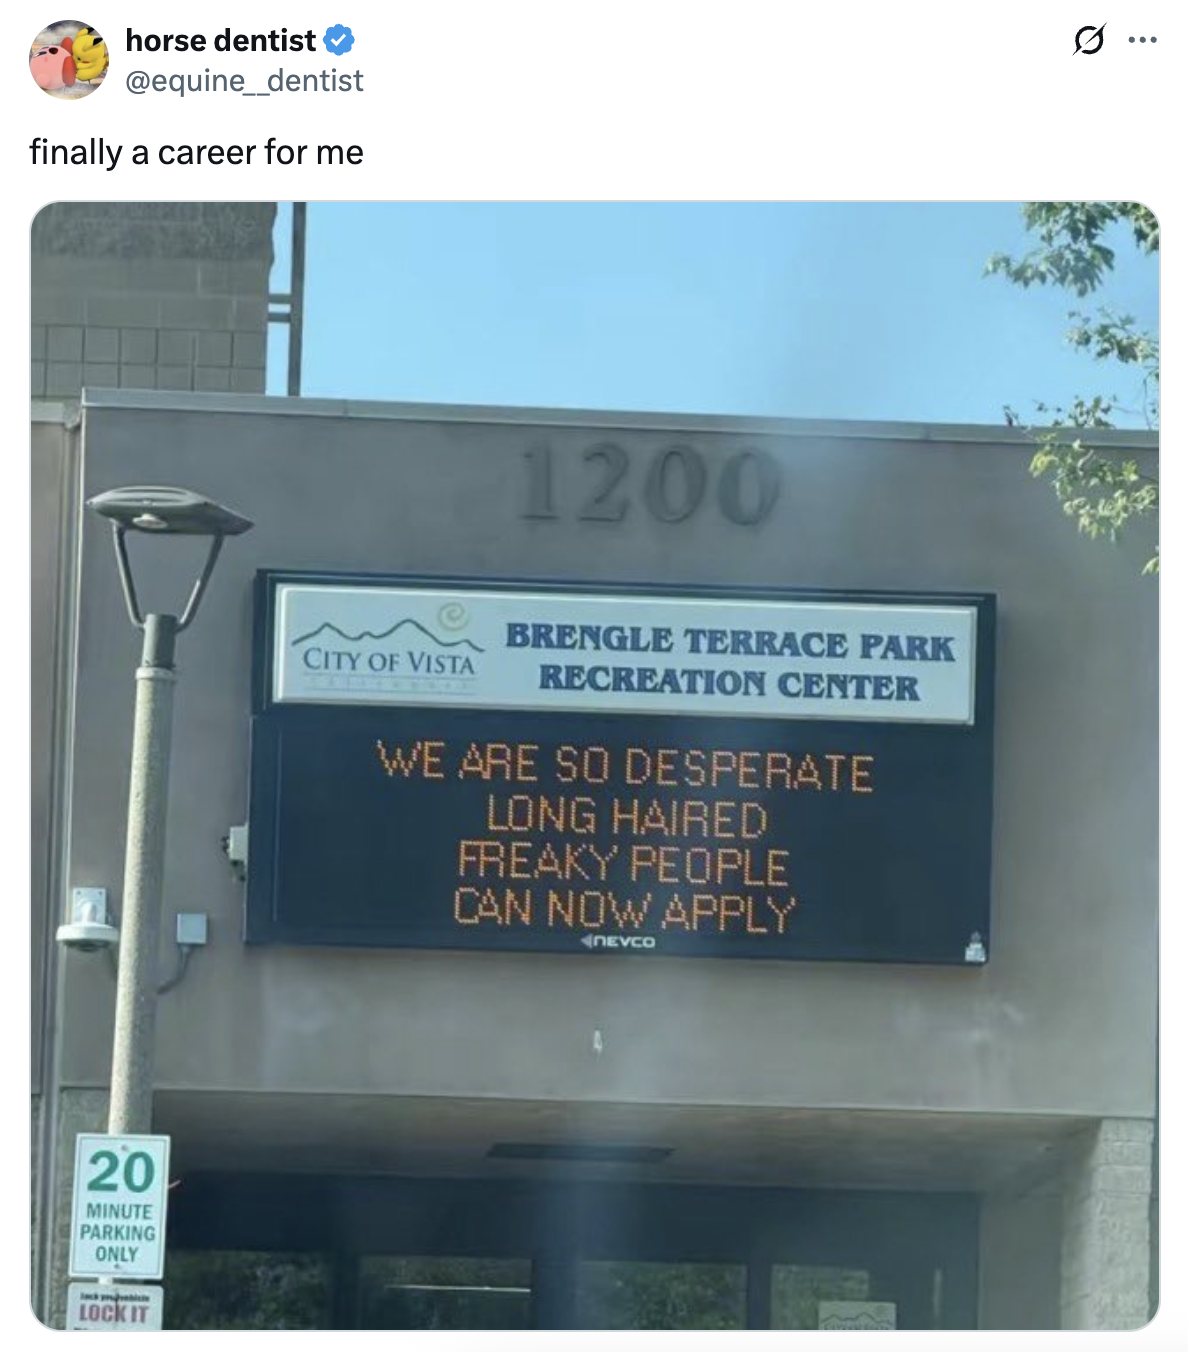 horse dentist
@equine__dentist
finally a career for me
1200
CITY OF VISTA
BRENGLE TERRACE PARK
RECREATION CENTER
WE ARE SO DESPERATE
LONG HAIRED
FREAKY PEOPLE
CAN NOW APPLY
NEVCO
20
MINUTE
PARKING
ONLY
LOCK IT